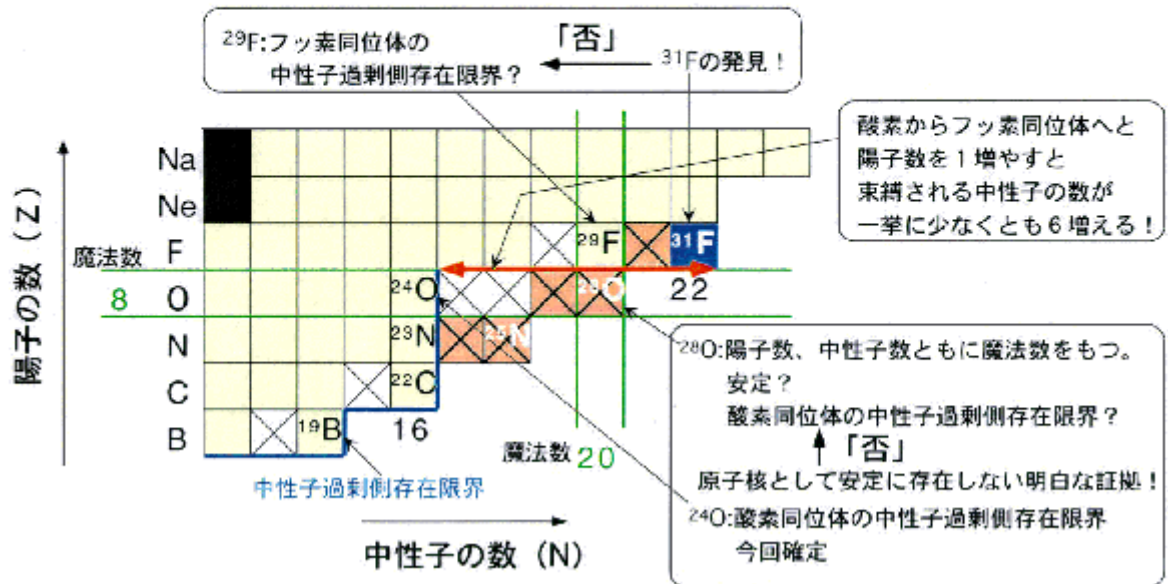 ²⁹F:フッ素同位体の
中性子過剰側存在限界？
「否」
³¹Fの発見！
酸素からフッ素同位体へと
陽子数を１増やすと
束縛される中性子の数が
一挙に少なくとも６増える！
陽子の数（Z）
Na
Ne
F
O
N
C
B
魔法数
8
²⁹F
³¹F
²⁴O
²⁸O
22
²³N
²⁵N
²²C
¹⁹B
16
魔法数 20
中性子過剰側存在限界
中性子の数（N）
²⁸O:陽子数、中性子数ともに魔法数をもつ。
安定？
酸素同位体の中性子過剰側存在限界？
「否」
原子核として安定に存在しない明白な証拠！
²⁴O:酸素同位体の中性子過剰側存在限界
今回確定